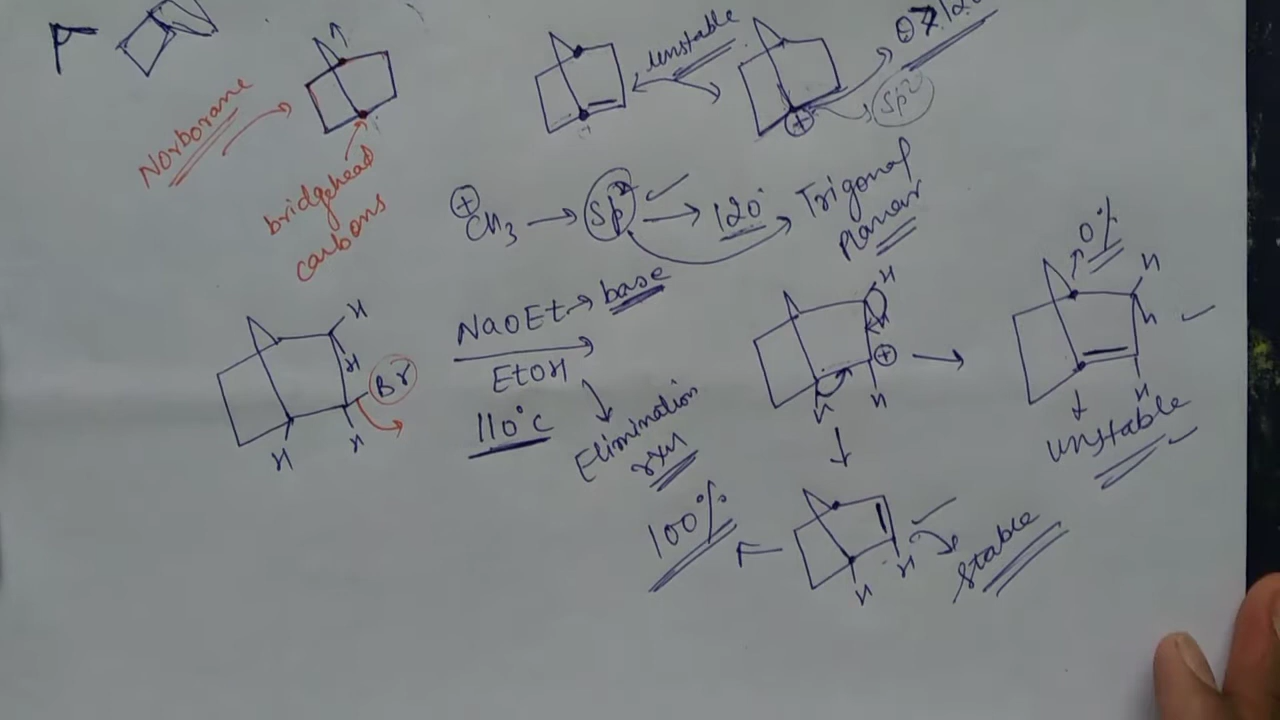 Norborane
bridgehead
carbons
unstable
θ>120
sp²
⊕
⊕
CH₃ → sp² → 120°
Trigonal
planar
H
H
Br
H
H
NaOEt → base
EtOH
110°C
Elimination
rxn
H
H
⊕
H
H
0%
H
H
H
unstable
100%
H
H
stable